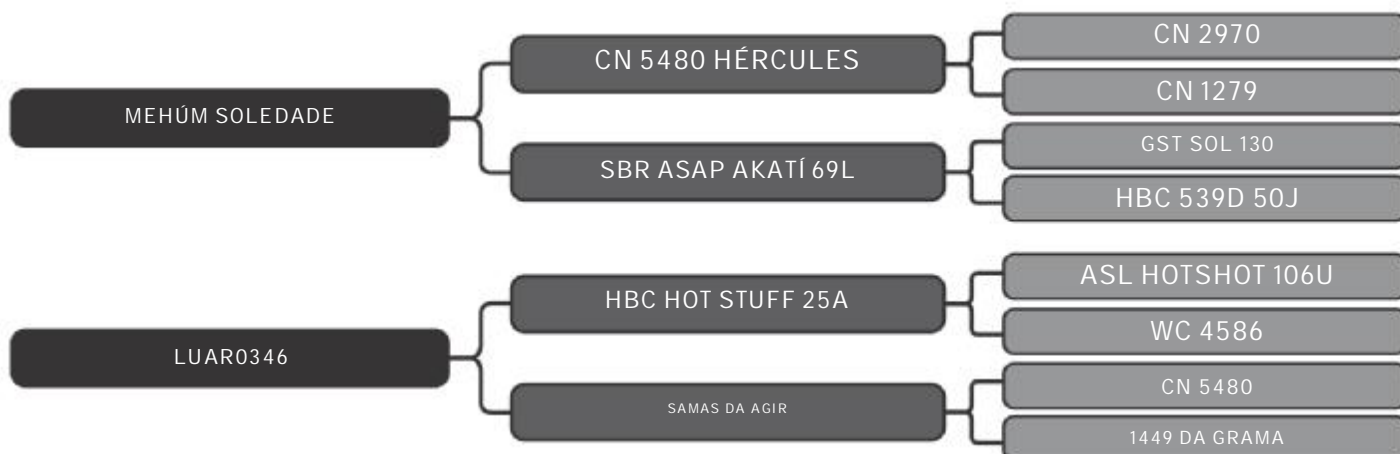 MEHÚM SOLEDADE
CN 5480 HÉRCULES
CN 2970
CN 1279
SBR ASAP AKATÍ 69L
GST SOL 130
HBC 539D 50J
LUAR0346
HBC HOT STUFF 25A
ASL HOTSHOT 106U
WC 4586
SAMAS DA AGIR
CN 5480
1449 DA GRAMA